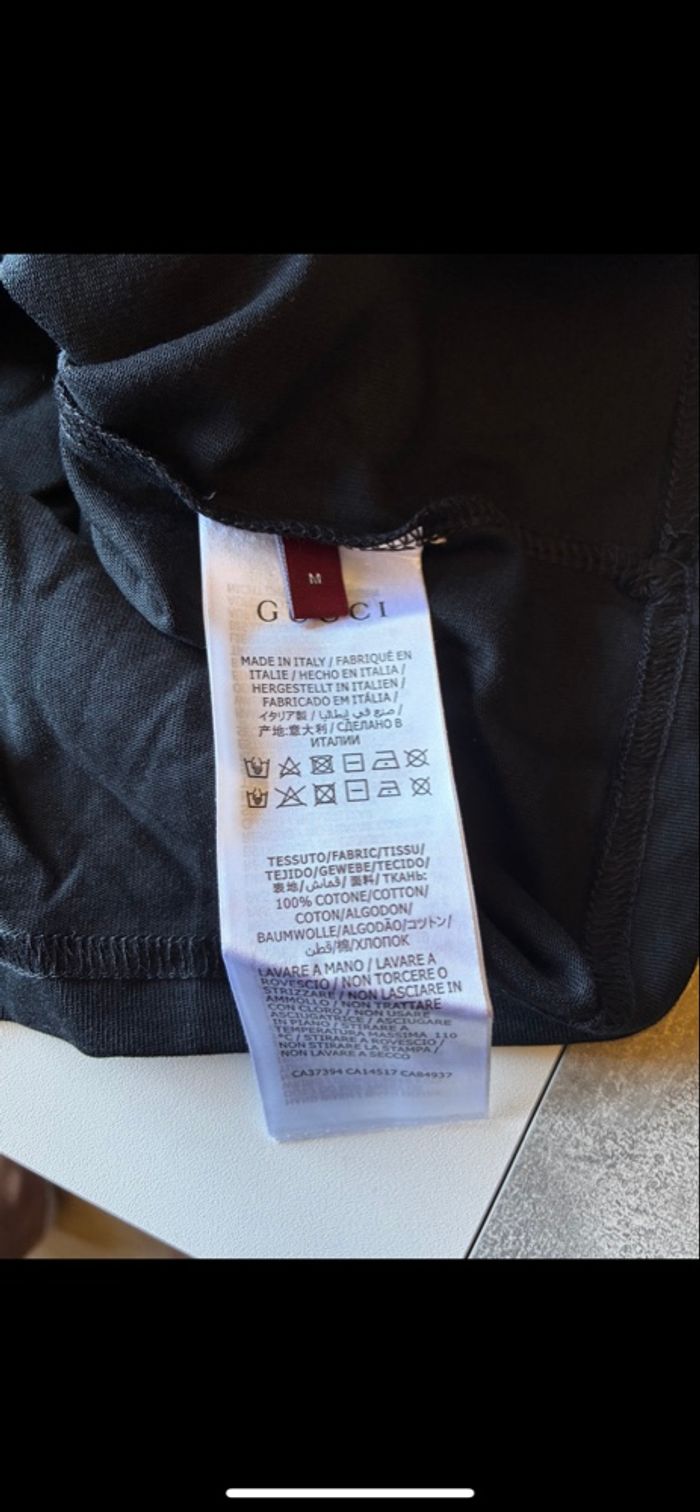 M
GUCCI
MADE IN ITALY / FABRIQUÉ EN
ITALIE / HECHO EN ITALIA /
HERGESTELLT IN ITALIEN /
FABRICADO EM ITÁLIA /
イタリア製 / صنع في إيطاليا /
产地:意大利 / СДЕЛАНО В
ИТАЛИИ
TESSUTO/FABRIC/TISSU/
TEJIDO/GEWEBE/TECIDO/
表地/قماش/ 面料/ ТКАНЬ:
100% COTONE/COTTON/
COTON/ALGODON/
BAUMWOLLE/ALGODÃO/コットン/
قطن/棉/ХЛОПОК
LAVARE A MANO / LAVARE A
ROVESCIO / NON TORCERE O
STRIZZARE / NON LASCIARE IN
AMMOLLO / NON TRATTARE
CON CLORO / NON USARE
ASCIUGATRICE / ASCIUGARE
IN PIANO / STIRARE A
TEMPERATURA MASSIMA 110
°C / STIRARE A ROVESCIO /
NON STIRARE LA STAMPA /
NON LAVARE A SECCO
CA37394 CA14517 CA84937